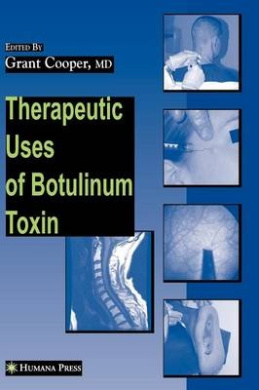 EDITED BY
Grant Cooper, MD
Therapeutic
Uses
of Botulinum
Toxin
HUMANA PRESS